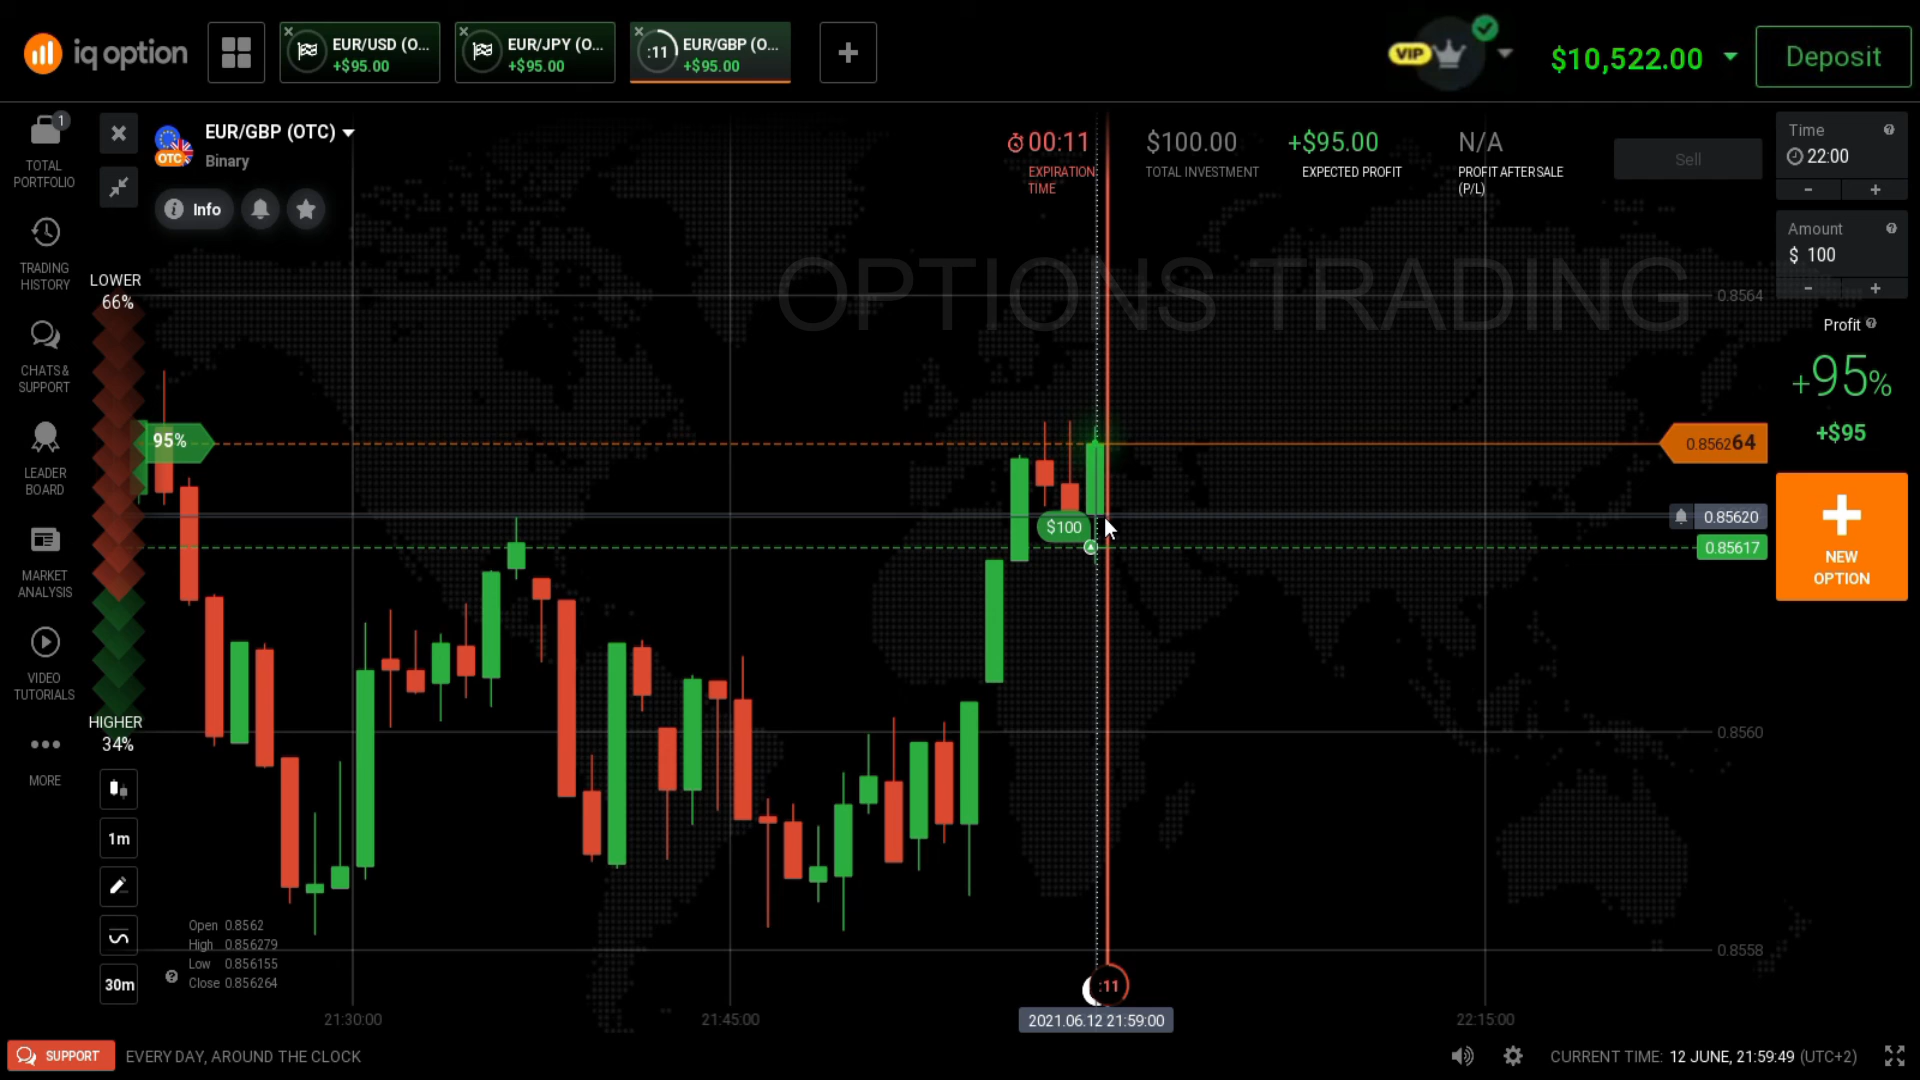 iq option
EUR/USD (O...
+$95.00
EUR/JPY (O...
+$95.00
:11
EUR/GBP (O...
+$95.00
VIP
$10,522.00
Deposit
1
TOTAL
PORTFOLIO
TRADING
HISTORY
CHATS &
SUPPORT
LEADER
BOARD
MARKET
ANALYSIS
VIDEO
TUTORIALS
MORE
EUR/GBP (OTC)
OTC
Binary
Info
00:11
EXPIRATION
TIME
$100.00
TOTAL INVESTMENT
+$95.00
EXPECTED PROFIT
N/A
PROFIT AFTER SALE
(P/L)
Sell
Time
22:00
-
+
Amount
$ 100
-
+
Profit
+95%
+$95
NEW
OPTION
OPTIONS TRADING
LOWER
66%
95%
HIGHER
34%
0.8564
0.856264
0.85620
0.85617
0.8560
0.8558
$100
1m
30m
Open 0.8562
High 0.856279
Low 0.856155
Close 0.856264
:11
21:30:00
21:45:00
2021.06.12 21:59:00
22:15:00
SUPPORT
EVERY DAY, AROUND THE CLOCK
CURRENT TIME: 12 JUNE, 21:59:49 (UTC+2)